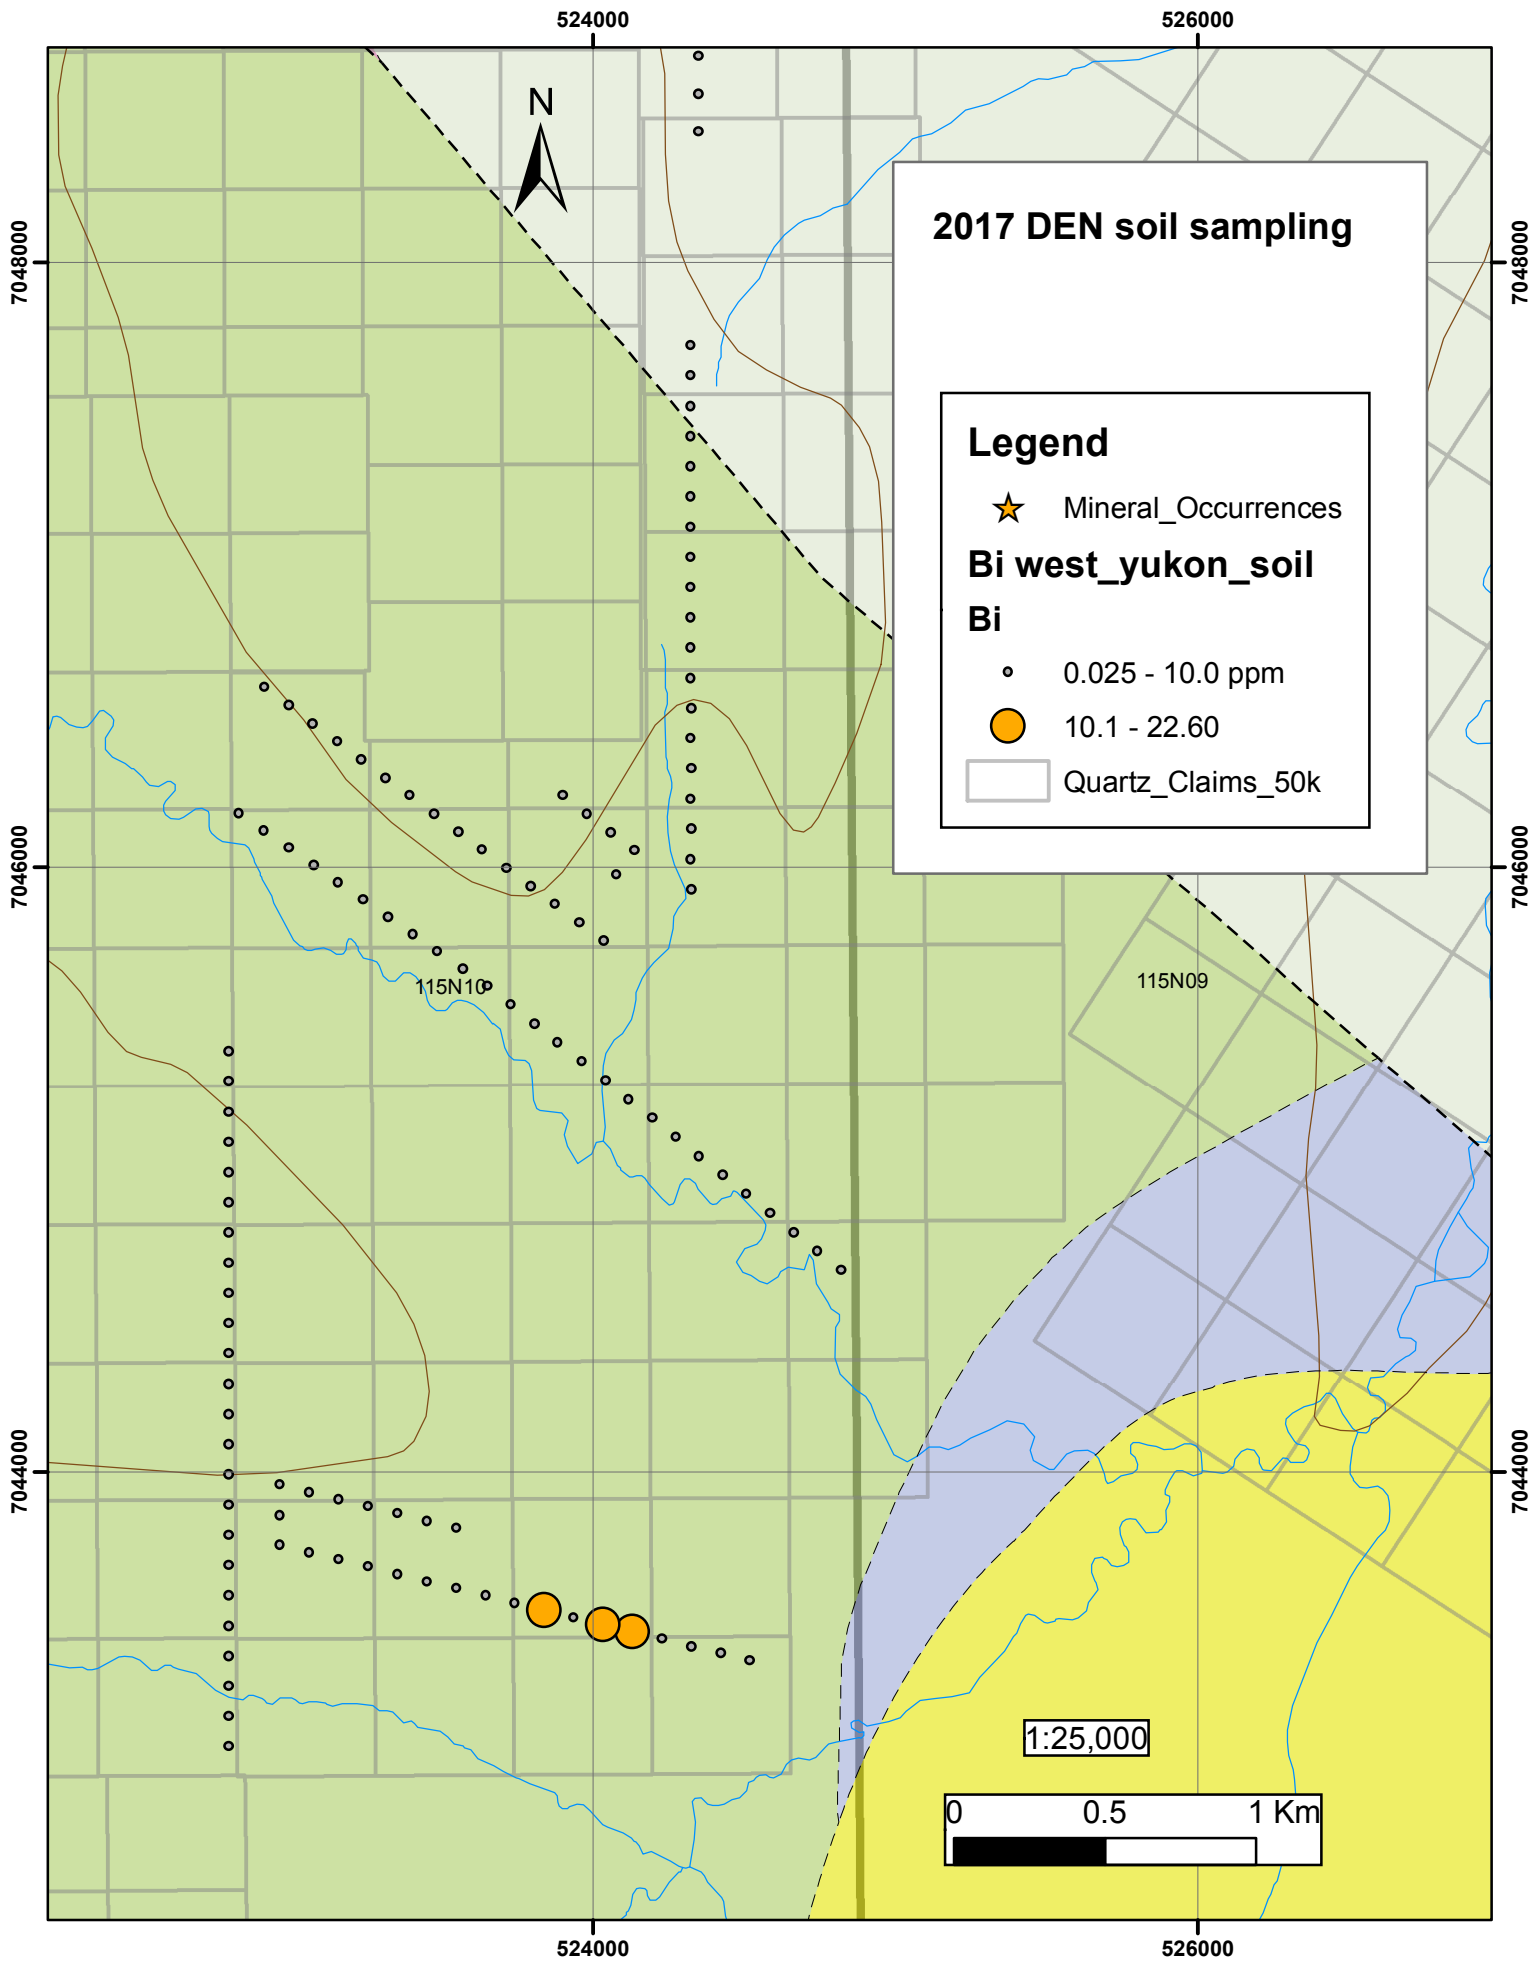 524000
526000
N
2017 DEN soil sampling
7048000
7048000
Legend
Mineral_Occurrences
Bi west_yukon_soil
Bi
0.025 - 10.0 ppm
10.1 - 22.60
Quartz_Claims_50k
7046000
7046000
115N10
115N09
7044000
7044000
1:25,000
0 0.5 1 Km
524000
526000